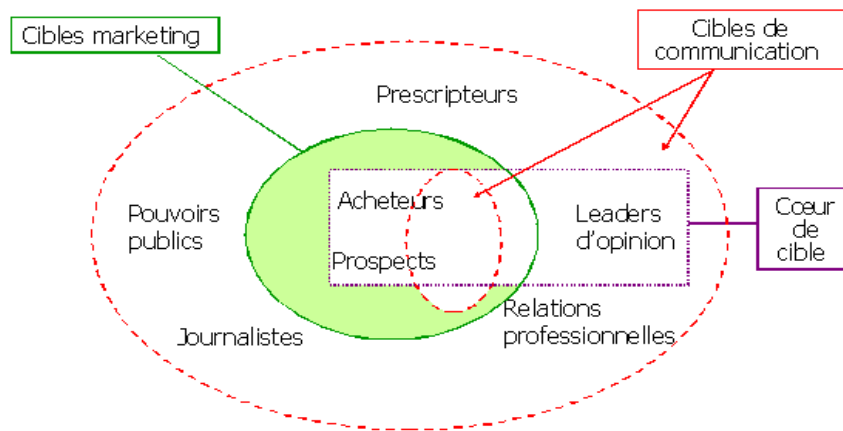 Cibles marketing
Cibles de
communication
Prescripteurs
Acheteurs
Pouvoirs
publics
Leaders
d'opinion
Cœur
de
cible
Prospects
Journalistes
Relations
professionnelles